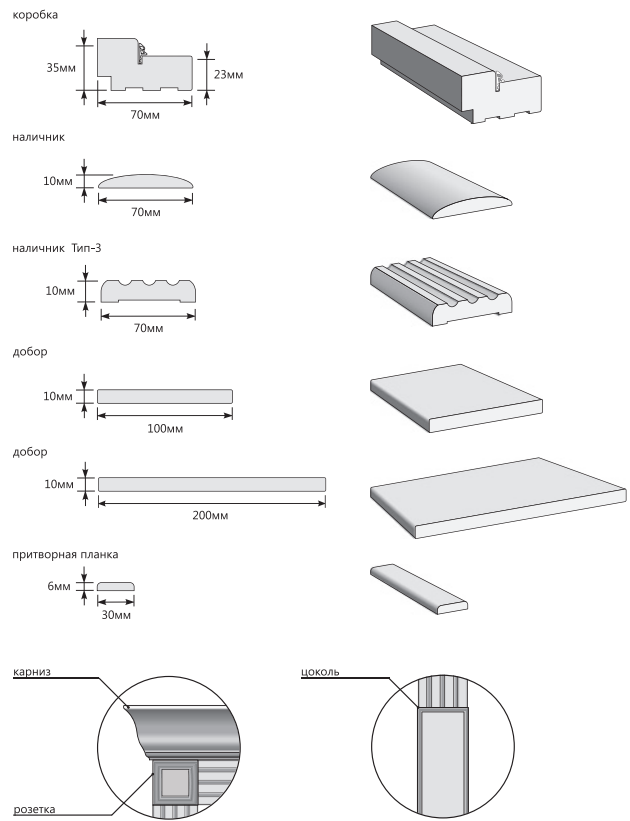 коробка
35мм
23мм
70мм
наличник
10мм
70мм
наличник Тип-3
10мм
70мм
добор
10мм
100мм
добор
10мм
200мм
притворная планка
6мм
30мм
карниз
цоколь
розетка